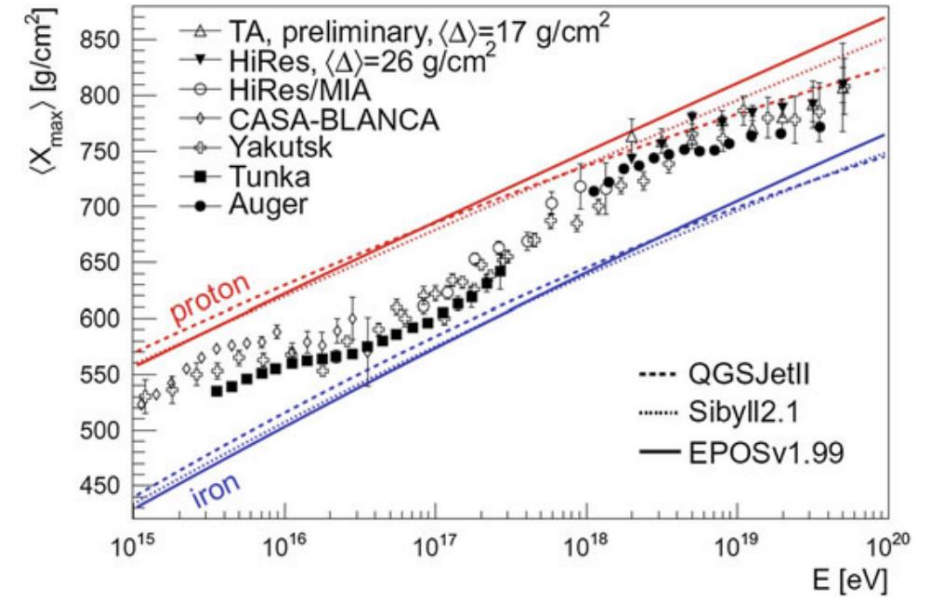 ⟨Xmax⟩ [g/cm²]
850
800
750
700
650
600
550
500
450
TA, preliminary,⟨Δ⟩=17 g/cm²
HiRes, ⟨Δ⟩=26 g/cm²
HiRes/MIA
CASA-BLANCA
Yakutsk
Tunka
Auger
proton
iron
QGSJetII
Sibyll2.1
EPOSv1.99
10¹⁵
10¹⁶
10¹⁷
10¹⁸
10¹⁹
10²⁰
E [eV]